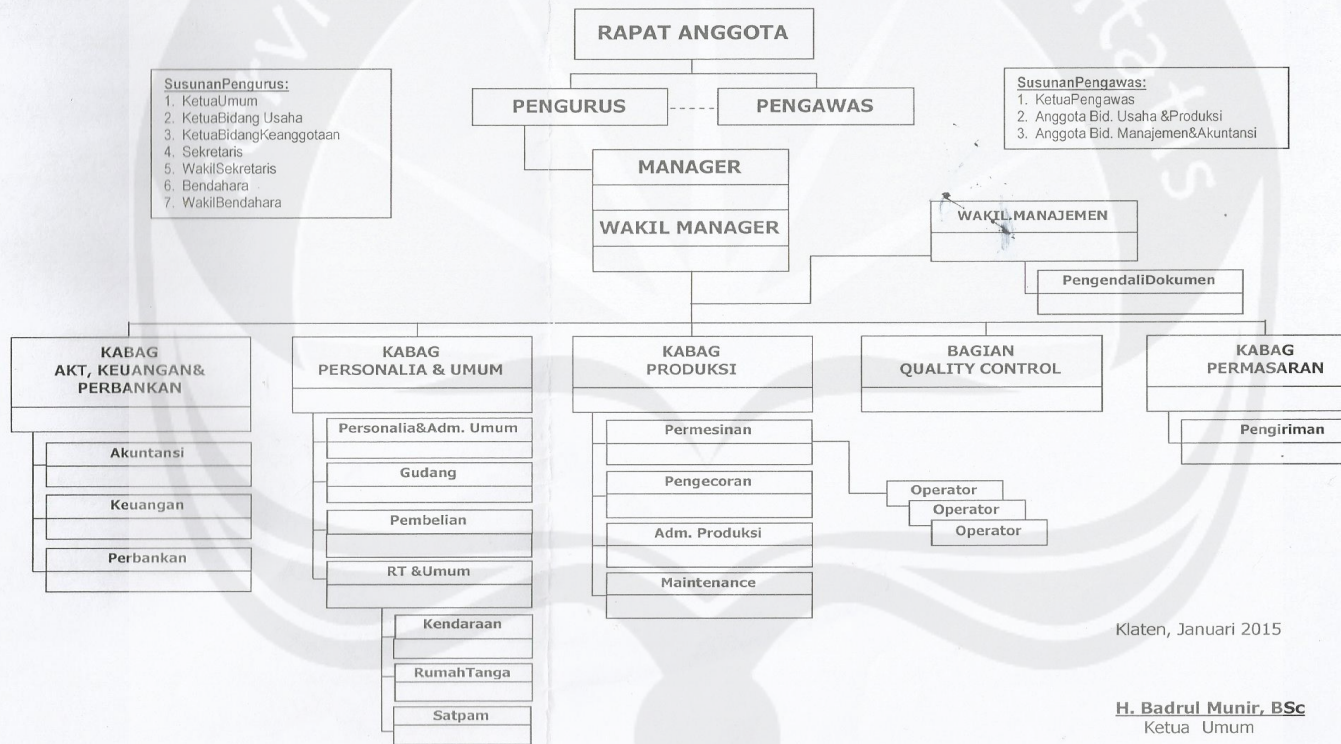 RAPAT ANGGOTA
SusunanPengurus:
1. KetuaUmum
2. KetuaBidang Usaha
3. KetuaBidangKeanggotaan
4. Sekretaris
5. WakilSekretaris
6. Bendahara
7. WakilBendahara
PENGURUS
PENGAWAS
SusunanPengawas:
1. KetuaPengawas
2. Anggota Bid. Usaha &Produksi
3. Anggota Bid. Manajemen&Akuntansi
MANAGER
WAKIL MANAGER
WAKIL.MANAJEMEN
PengendaliDokumen
KABAG
AKT, KEUANGAN&
PERBANKAN
KABAG
PERSONALIA & UMUM
KABAG
PRODUKSI
BAGIAN
QUALITY CONTROL
KABAG
PERMASARAN
Akuntansi
Keuangan
Perbankan
Personalia&Adm. Umum
Gudang
Pembelian
RT &Umum
Kendaraan
RumahTanga
Satpam
Permesinan
Pengecoran
Adm. Produksi
Maintenance
Operator
Operator
Operator
Pengiriman
Klaten, Januari 2015
H. Badrul Munir, BSc
Ketua Umum